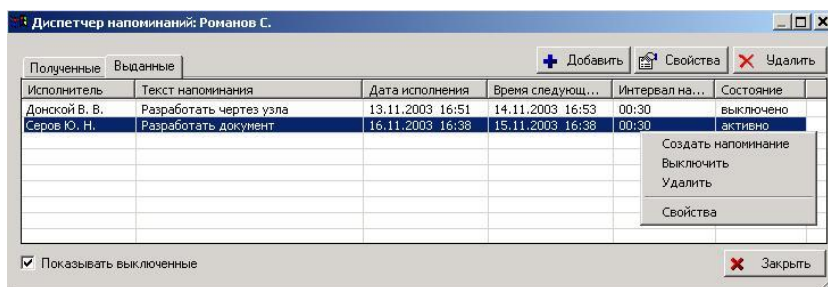 Диспетчер напоминаний: Романов С.
Добавить Свойства Удалить
Полученные Выданные
Исполнитель Текст напоминания Дата исполнения Время следующ... Интервал на... Состояние
Донской В. В. Разработать чертез узла 13.11.2003 16:51 14.11.2003 16:53 00:30 выключено
Серов Ю. Н. Разработать документ 16.11.2003 16:38 15.11.2003 16:38 00:30 активно
Создать напоминание
Выключить
Удалить
Свойства
Показывать выключенные
Закрыть